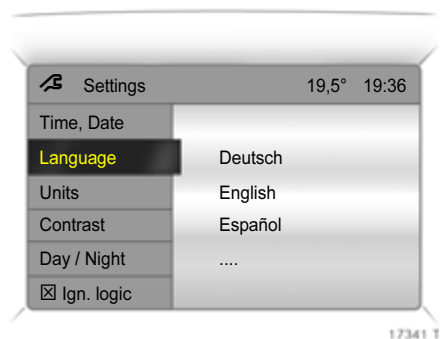 Settings 19,5° 19:36
Time, Date
Language Deutsch
Units English
Contrast Español
Day / Night ....
☒ Ign. logic
17341 T